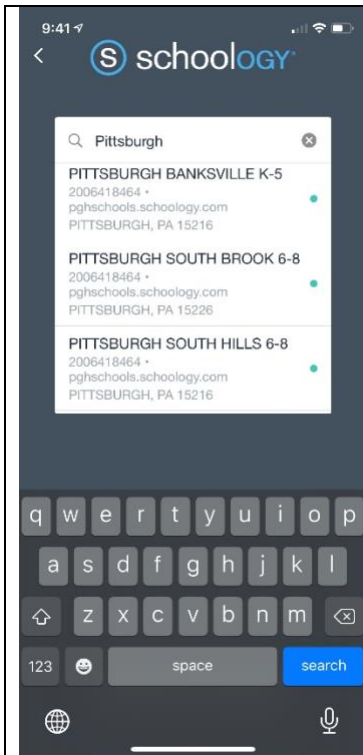 9:41
S schoology
Pittsburgh
PITTSBURGH BANKSVILLE K-5
2006418464 •
pghschools.schoology.com
PITTSBURGH, PA 15216
PITTSBURGH SOUTH BROOK 6-8
2006418464 •
pghschools.schoology.com
PITTSBURGH, PA 15226
PITTSBURGH SOUTH HILLS 6-8
2006418464 •
pghschools.schoology.com
PITTSBURGH, PA 15216
q w e r t y u i o p
a s d f g h j k l
z x c v b n m
123 space search